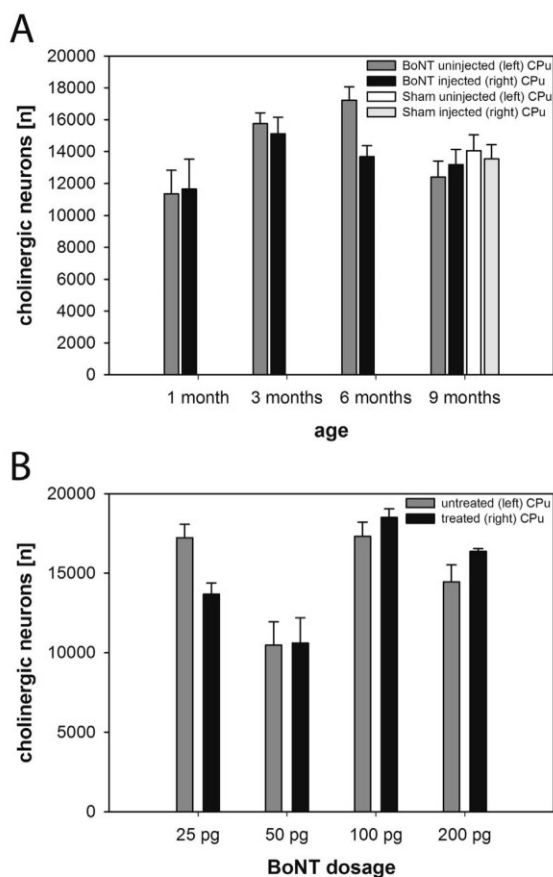 A
cholinergic neurons [n]
20000
18000
16000
14000
12000
10000
8000
6000
4000
2000
0
BoNT uninjected (left) CPu
BoNT injected (right) CPu
Sham uninjected (left) CPu
Sham injected (right) CPu
1 month 3 months 6 months 9 months
age
B
cholinergic neurons [n]
20000
15000
10000
5000
0
untreated (left) CPu
treated (right) CPu
25 pg 50 pg 100 pg 200 pg
BoNT dosage